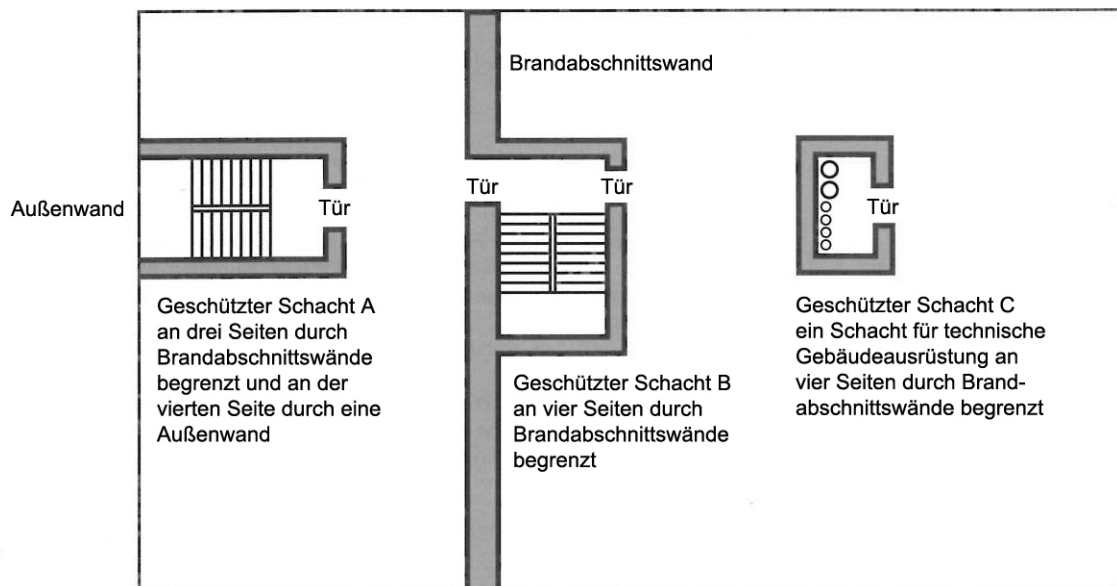 Brandabschnittswand
Außenwand
Tür
Tür
Tür
Tür
Geschützter Schacht A
an drei Seiten durch
Brandabschnittswände
begrenzt und an der
vierten Seite durch eine
Außenwand
Geschützter Schacht B
an vier Seiten durch
Brandabschnittswände
begrenzt
Geschützter Schacht C
ein Schacht für technische
Gebäudeausrüstung an
vier Seiten durch Brand-
abschnittswände begrenzt